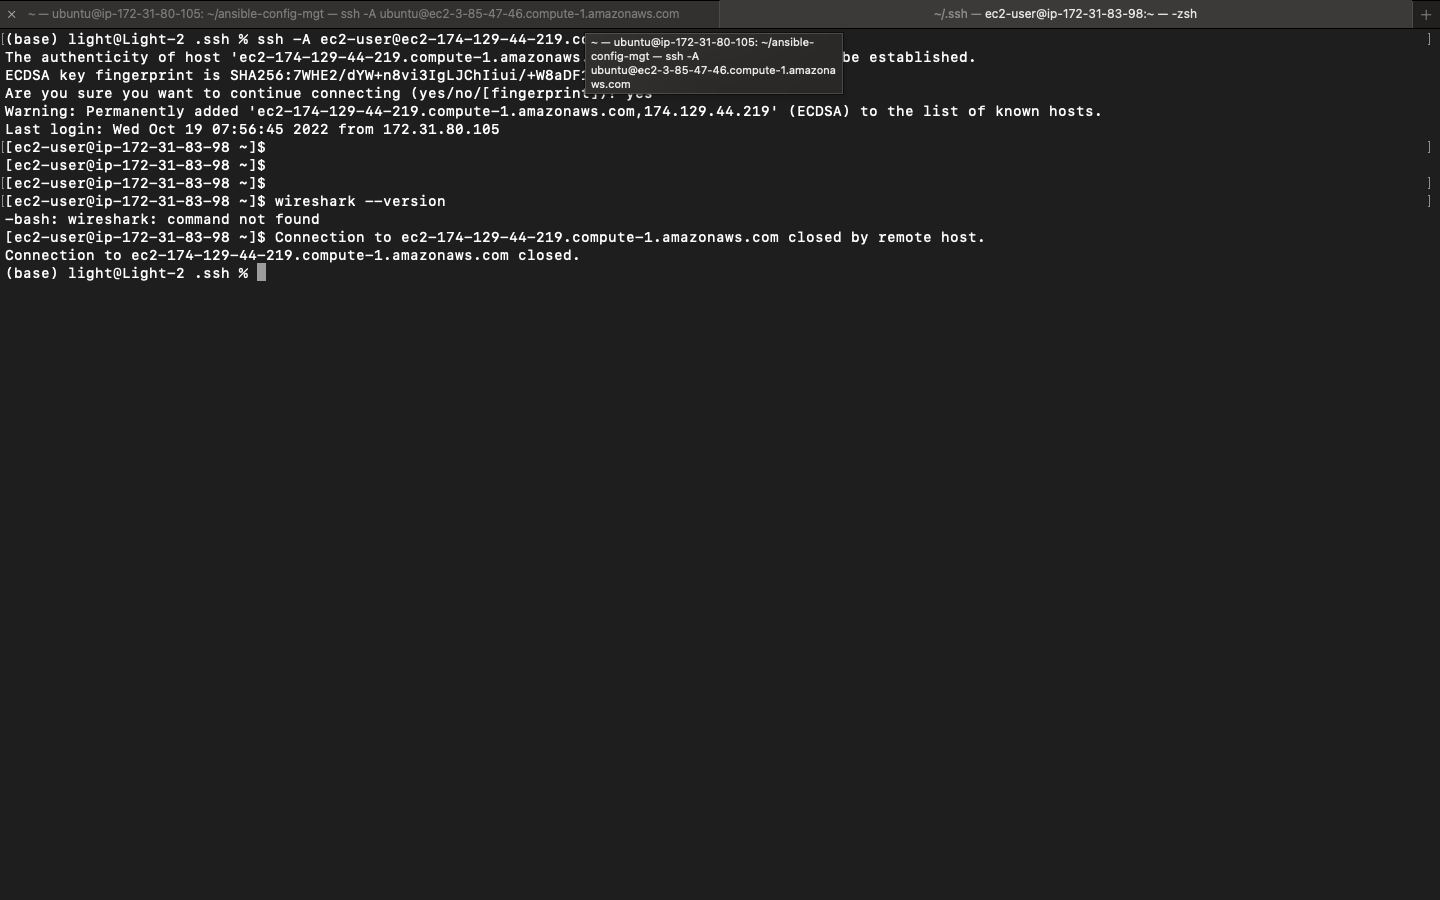 ~ — ubuntu@ip-172-31-80-105: ~/ansible-config-mgt — ssh -A ubuntu@ec2-3-85-47-46.compute-1.amazonaws.com
~/.ssh — ec2-user@ip-172-31-83-98:~ — -zsh
[(base) light@Light-2 .ssh % ssh -A ec2-user@ec2-174-129-44-219.co ]
~ — ubuntu@ip-172-31-80-105: ~/ansible-
config-mgt — ssh -A
ubuntu@ec2-3-85-47-46.compute-1.amazona
ws.com
The authenticity of host 'ec2-174-129-44-219.compute-1.amazonaws. be established.
ECDSA key fingerprint is SHA256:7WHE2/dYW+n8vi3IgLJChIiui/+W8aDF
Are you sure you want to continue connecting (yes/no/[fingerprint])? yes
Warning: Permanently added 'ec2-174-129-44-219.compute-1.amazonaws.com,174.129.44.219' (ECDSA) to the list of known hosts.
Last login: Wed Oct 19 07:56:45 2022 from 172.31.80.105
[[ec2-user@ip-172-31-83-98 ~]$ ]
[ec2-user@ip-172-31-83-98 ~]$
[[ec2-user@ip-172-31-83-98 ~]$ ]
[[ec2-user@ip-172-31-83-98 ~]$ wireshark --version ]
-bash: wireshark: command not found
[ec2-user@ip-172-31-83-98 ~]$ Connection to ec2-174-129-44-219.compute-1.amazonaws.com closed by remote host.
Connection to ec2-174-129-44-219.compute-1.amazonaws.com closed.
(base) light@Light-2 .ssh %